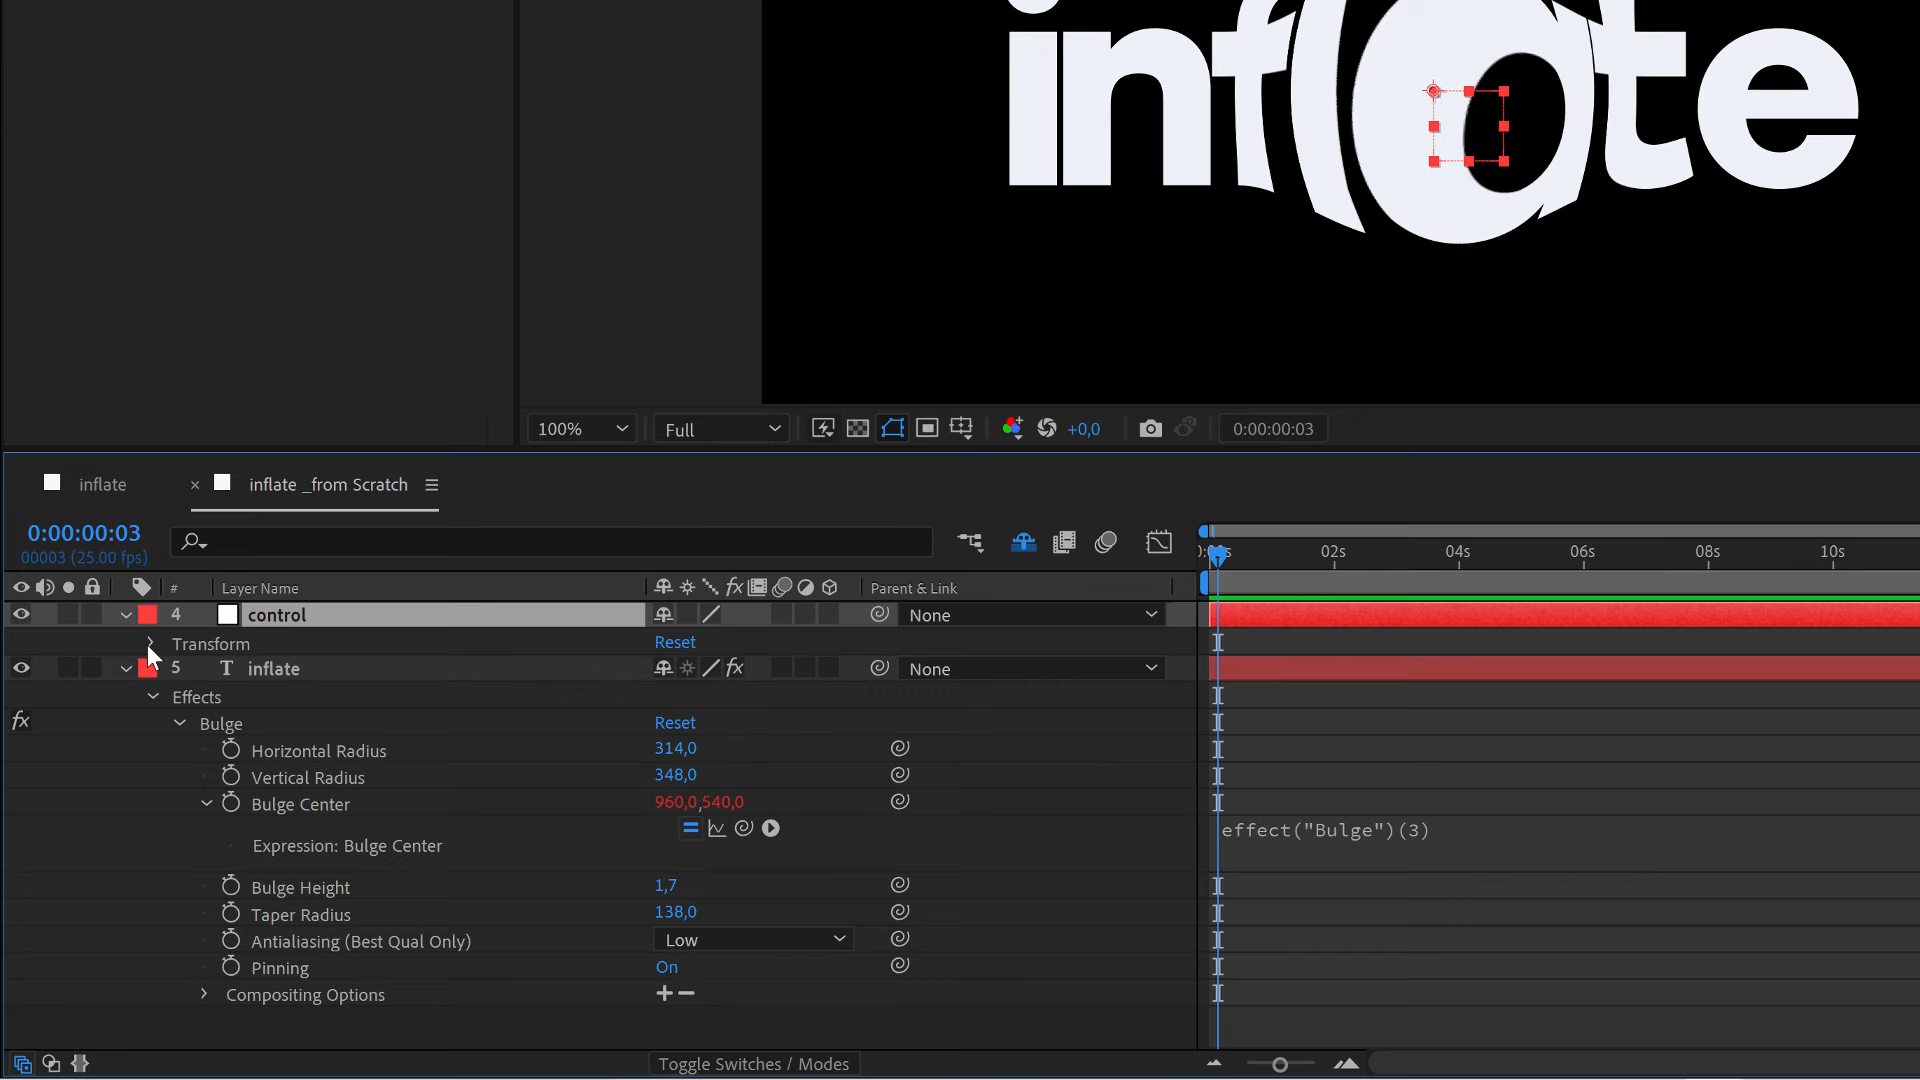 inflate
100%
Full
+0,0
0:00:00:03
inflate
× inflate _from Scratch
0:00:00:03
00003 (25.00 fps)
02s 04s 06s 08s 10s
# Layer Name
fx
Parent & Link
4 control
None
Transform
Reset
5 T inflate
fx
None
Effects
fx
Bulge
Reset
Horizontal Radius
314,0
Vertical Radius
348,0
Bulge Center
960,0,540,0
Expression: Bulge Center
effect("Bulge")(3)
Bulge Height
1,7
Taper Radius
138,0
Antialiasing (Best Qual Only)
Low
Pinning
On
Compositing Options
+ −
Toggle Switches / Modes